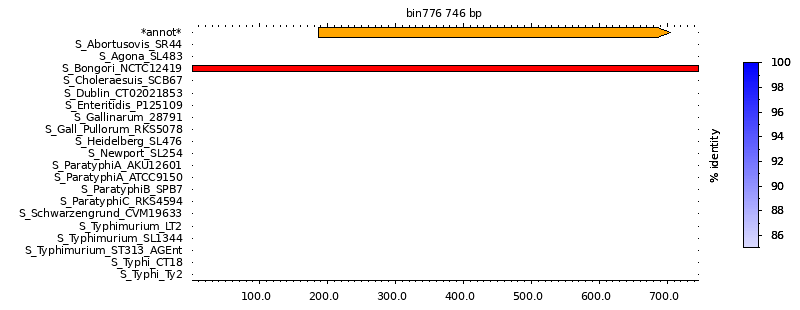 bin776 746 bp
*annot*
S_Abortusovis_SR44
S_Agona_SL483
S_Bongori_NCTC12419
S_Choleraesuis_SCB67
S_Dublin_CT02021853
S_Enteritidis_P125109
S_Gallinarum_28791
S_Gall_Pullorum_RKS5078
S_Heidelberg_SL476
S_Newport_SL254
S_ParatyphiA_AKU12601
S_ParatyphiA_ATCC9150
S_ParatyphiB_SPB7
S_ParatyphiC_RKS4594
S_Schwarzengrund_CVM19633
S_Typhimurium_LT2
S_Typhimurium_SL1344
S_Typhimurium_ST313_AGEnt
S_Typhi_CT18
S_Typhi_Ty2
100.0 200.0 300.0 400.0 500.0 600.0 700.0
% identity
100
98
96
94
92
90
88
86